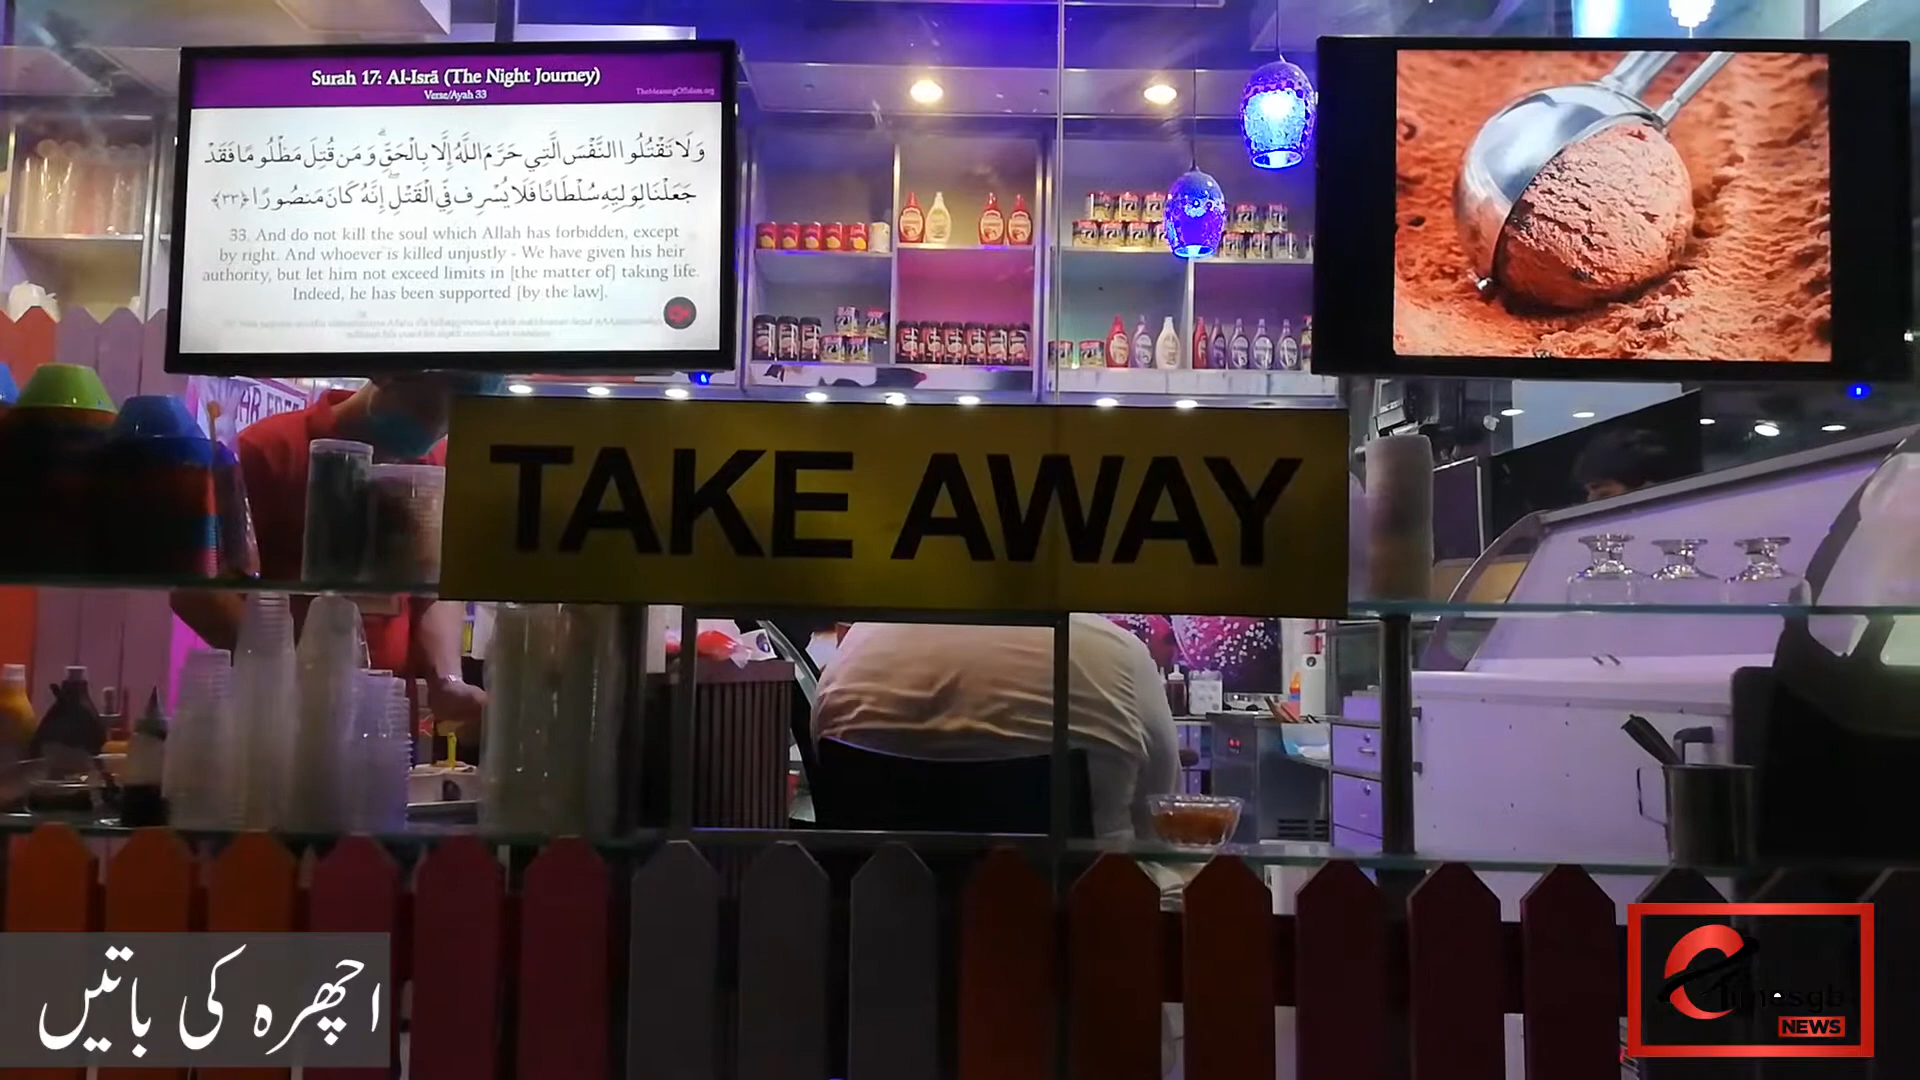 Surah 17: Al-Isrā (The Night Journey)
Verse/Ayah 33
TheMeaningOfIslam.org
وَلَا تَقْتُلُوا النَّفْسَ الَّتِي حَرَّمَ اللَّهُ إِلَّا بِالْحَقِّ ۗ وَمَن قُتِلَ مَظْلُومًا فَقَدْ
جَعَلْنَا لِوَلِيِّهِ سُلْطَانًا فَلَا يُسْرِف فِّي الْقَتْلِ ۖ إِنَّهُ كَانَ مَنصُورًا ﴿٣٣﴾
33. And do not kill the soul which Allah has forbidden, except
by right. And whoever is killed unjustly - We have given his heir
authority, but let him not exceed limits in [the matter of] taking life.
Indeed, he has been supported [by the law].
TAKE AWAY
اچھرہ کی باتیں
NEWS